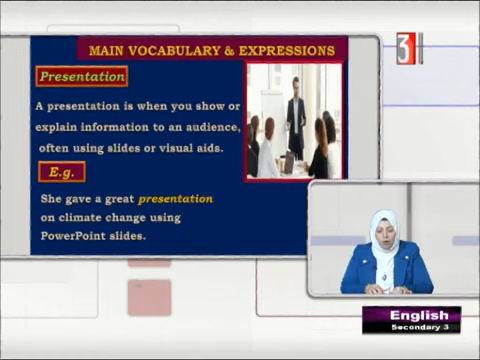 MAIN VOCABULARY & EXPRESSIONS
3
Presentation
A presentation is when you show or
explain information to an audience,
often using slides or visual aids.
E.g.
She gave a great presentation
on climate change using
PowerPoint slides.
English
Secondary 3